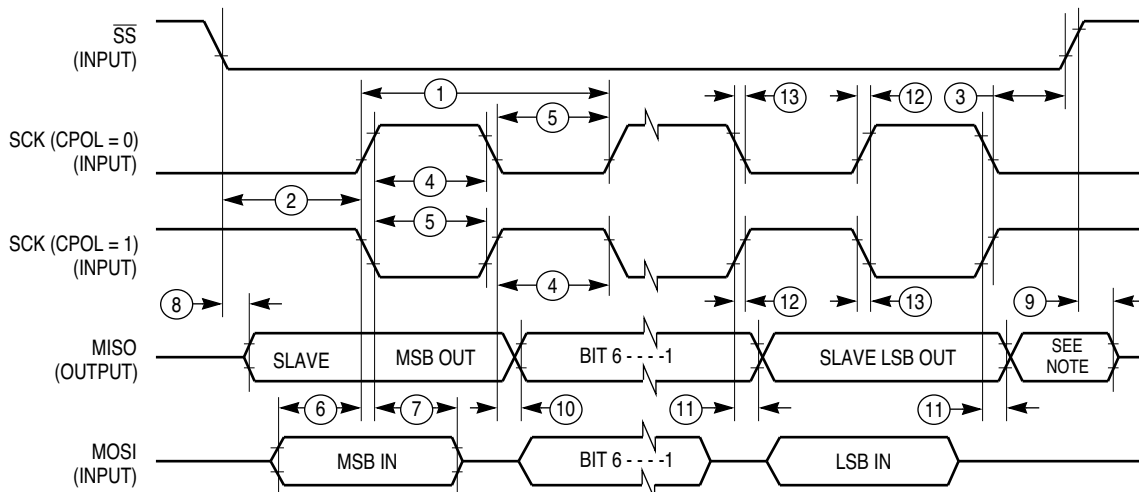 SS
(INPUT)
1
13
12
3
5
SCK (CPOL = 0)
(INPUT)
4
2
5
SCK (CPOL = 1)
(INPUT)
4
12
13
8
9
MISO
(OUTPUT)
SLAVE
MSB OUT
BIT 6 - - - - -1
SLAVE LSB OUT
SEE
NOTE
6
7
10
11
11
MOSI
(INPUT)
MSB IN
BIT 6 - - - - -1
LSB IN